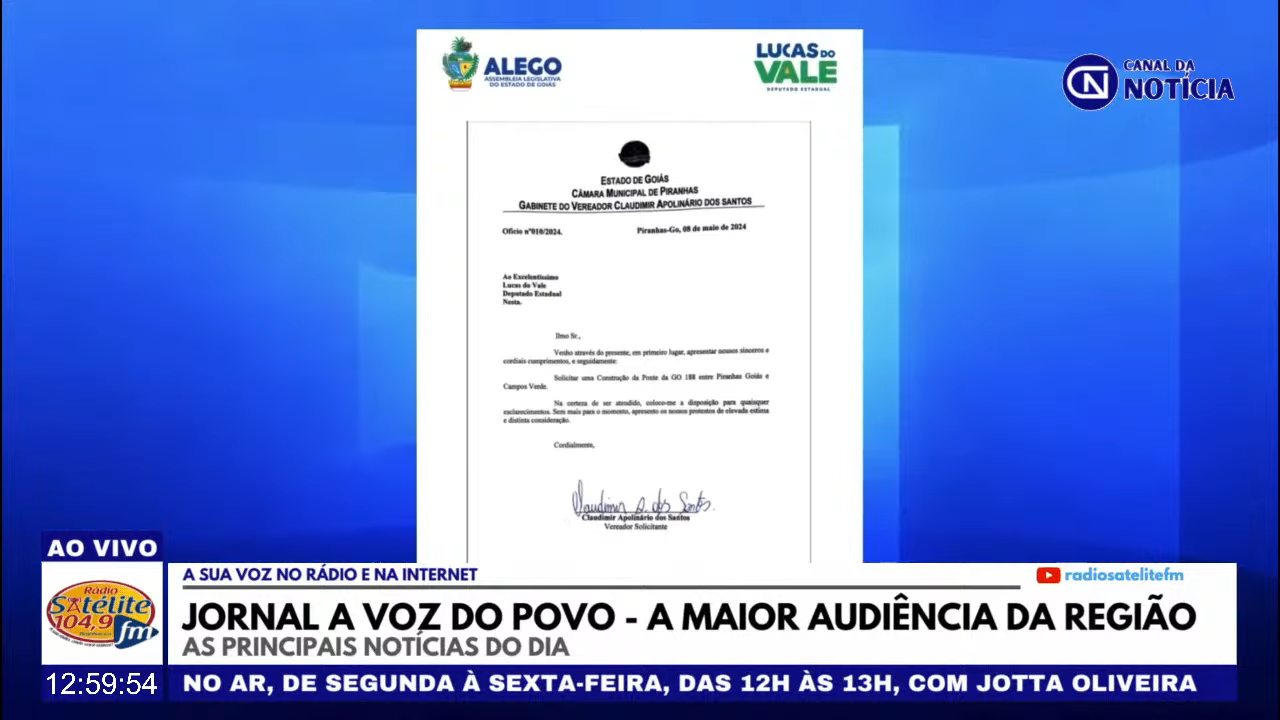 ALEGO
ASSEMBLEIA LEGISLATIVA
DO ESTADO DE GOIÁS
LUCAS DO
VALE
DEPUTADO ESTADUAL
CN
CANAL DA
NOTÍCIA
ESTADO DE GOIÁS
CÂMARA MUNICIPAL DE PIRANHAS
GABINETE DO VEREADOR CLAUDIMIR APOLINÁRIO DOS SANTOS
Ofício nº010/2024.
Piranhas-Go, 08 de maio de 2024
Ao Excelentíssimo
Lucas do Vale
Deputado Estadual
Nesta.
Ilmo Sr.,
Venho através do presente, em primeiro lugar, apresentar nossos sinceros e
cordiais cumprimentos, e seguidamente:
Solicitar uma Construção da Ponte da GO 188 entre Piranhas Goiás e
Campos Verde.
Na certeza de ser atendido, coloco-me a disposição para quaisquer
esclarecimentos. Sem mais para o momento, apresento os nossos protestos de elevada estima
e distinta consideração.
Cordialmente,
Claudimir A. dos Santos.
Claudimir Apolinário dos Santos
Vereador Solicitante
AO VIVO
A SUA VOZ NO RÁDIO E NA INTERNET
radiosatelitefm
Rádio
Satélite
104,9
fm
JORNAL A VOZ DO POVO - A MAIOR AUDIÊNCIA DA REGIÃO
AS PRINCIPAIS NOTÍCIAS DO DIA
12:59:54
NO AR, DE SEGUNDA À SEXTA-FEIRA, DAS 12H ÀS 13H, COM JOTTA OLIVEIRA